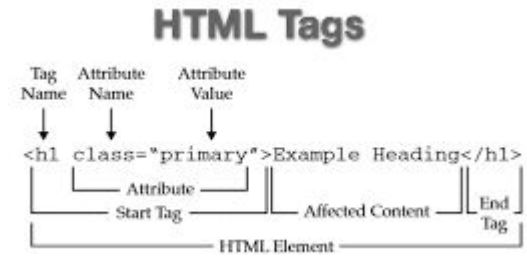 HTML Tags
Tag Attribute Attribute
Name Name Value
<h1 class="primary">Example Heading</h1>
Attribute
Start Tag Affected Content End
Tag
HTML Element